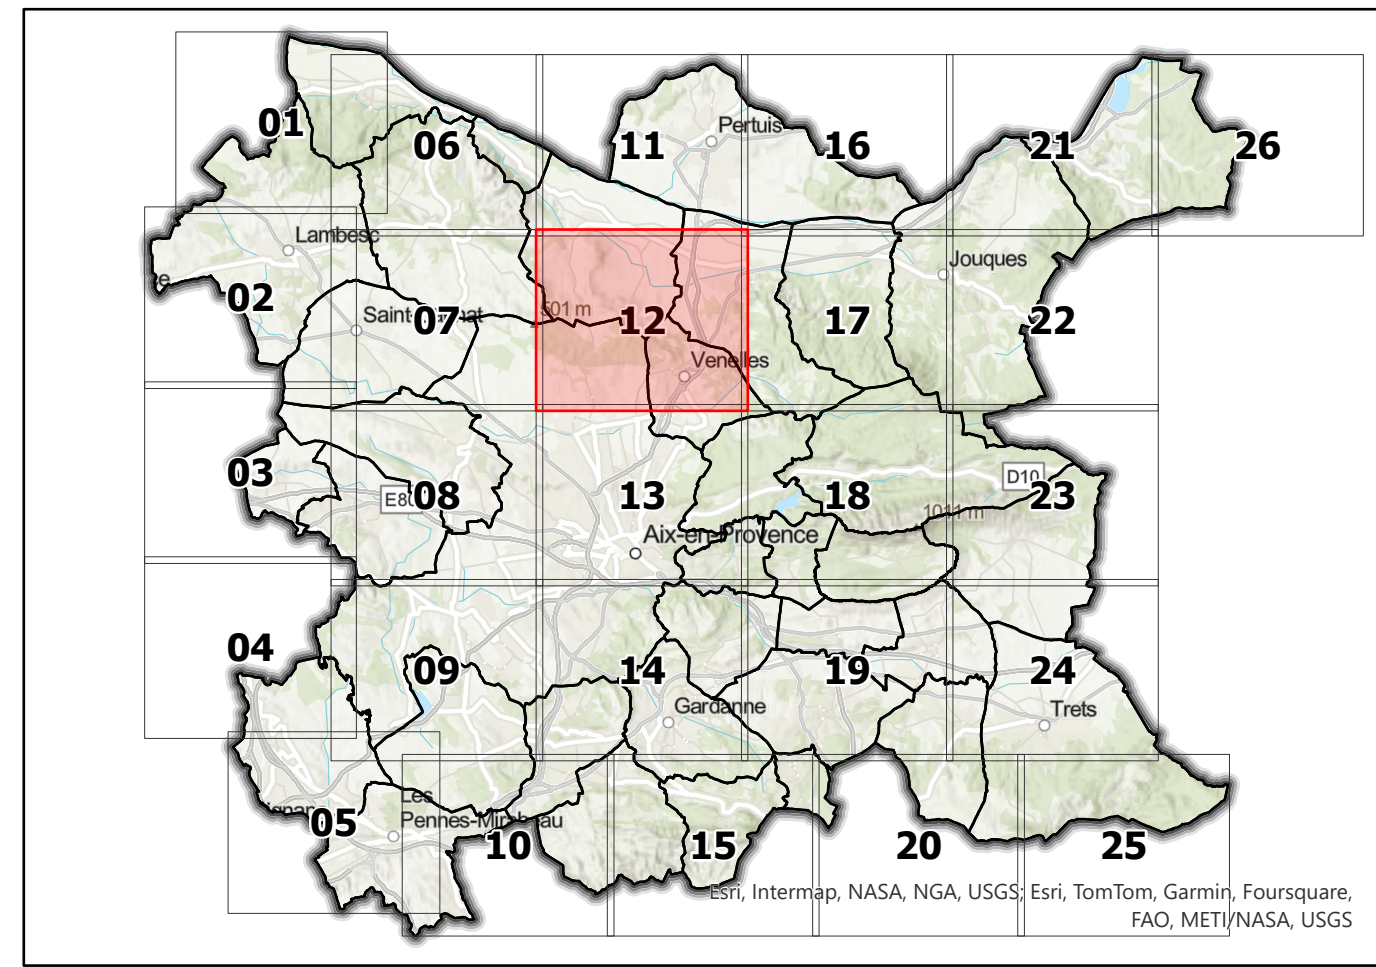 01
06
11
Pertuis
16
21
26
Lambesc
e
02
Saint
nat
07
501 m
12
Venelles
17
Jouques
22
03
E80
08
13
Aix-en-Provence
18
D10
1011 m
23
04
09
14
Gardanne
19
24
Trets
05
Les
Pennes-Mirabeau
10
15
20
25
Esri, Intermap, NASA, NGA, USGS; Esri, TomTom, Garmin, Foursquare,
FAO, METI/NASA, USGS